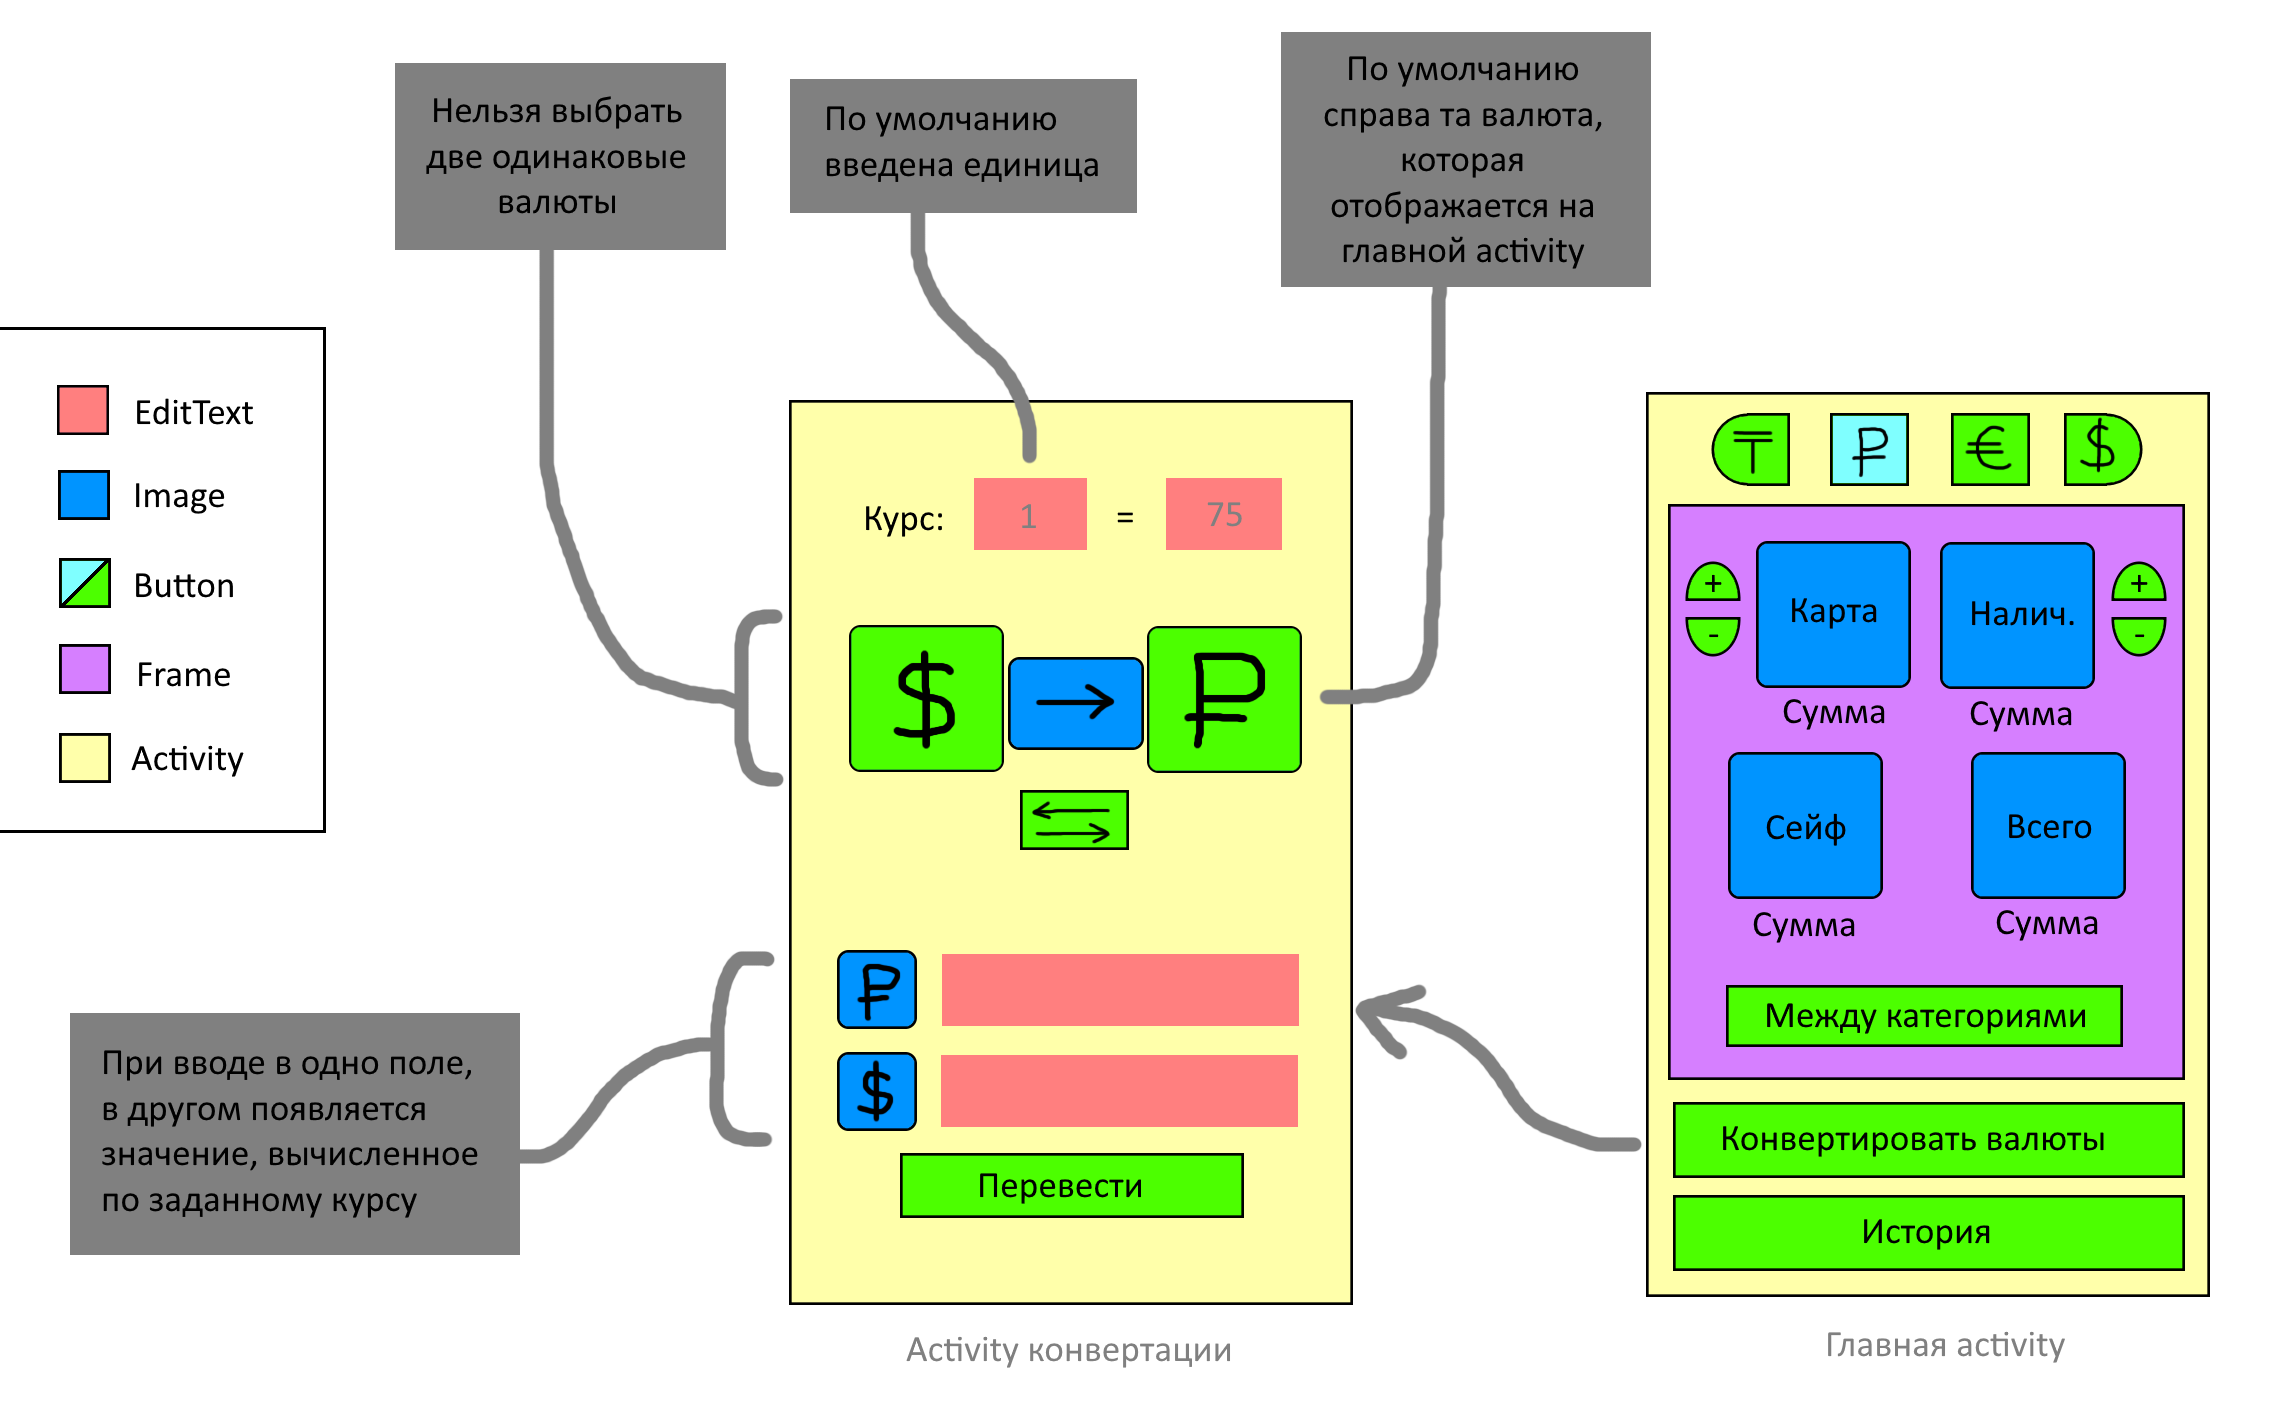 Нельзя выбрать
две одинаковые
валюты
По умолчанию
введена единица
По умолчанию
справа та валюта,
которая
отображается на
главной activity
EditText
Image
Button
Frame
Activity
Курс: 1 = 75
$ → ₽
При вводе в одно поле,
в другом появляется
значение, вычисленное
по заданному курсу
₽
$
Перевести
Activity конвертации
₸ ₽ € $
+ Карта Налич. +
- -
Сумма Сумма
Сейф Всего
Сумма Сумма
Между категориями
Конвертировать валюты
История
Главная activity